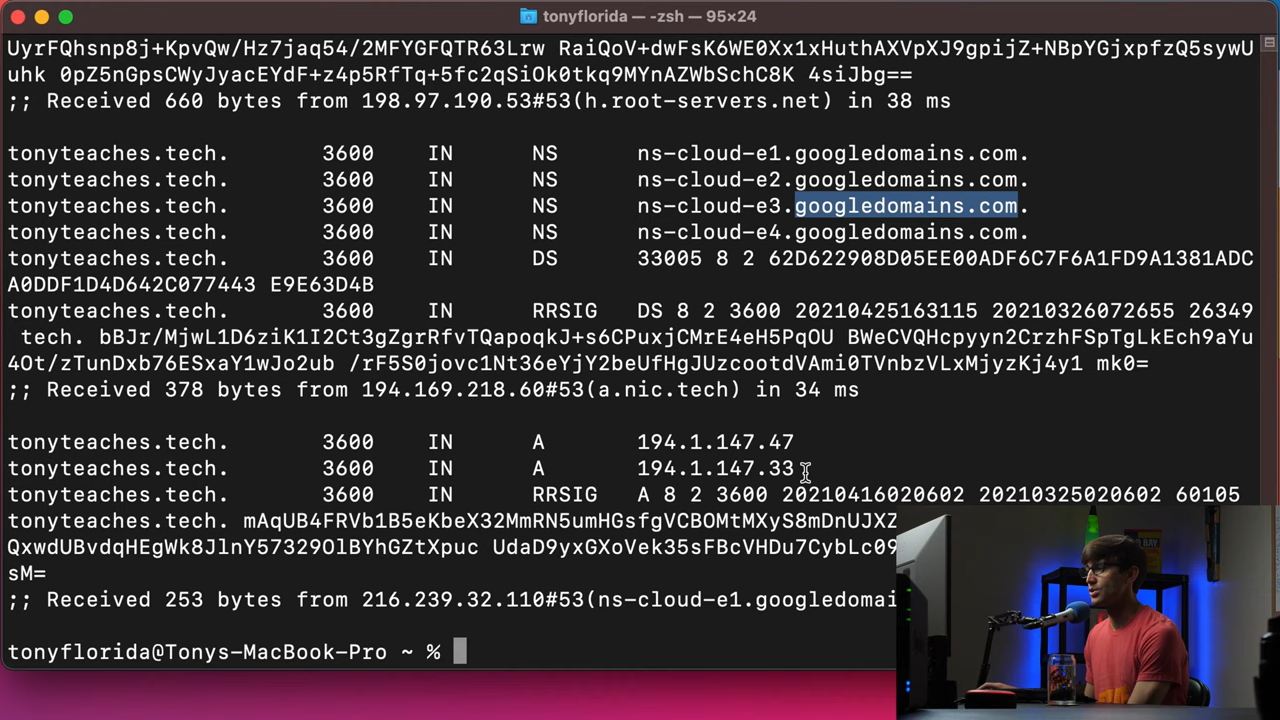 tonyflorida — -zsh — 95×24
UyrFQhsnp8j+KpvQw/Hz7jaq54/2MFYGFQTR63Lrw RaiQoV+dwFsK6WE0Xx1xHuthAXVpXJ9gpijZ+NBpYGjxpfzQ5sywU
uhk 0pZ5nGpsCWyJyacEYdF+z4p5RfTq+5fc2qSiOk0tkq9MYnAZWbSchC8K 4siJbg==
;; Received 660 bytes from 198.97.190.53#53(h.root-servers.net) in 38 ms
tonyteaches.tech. 3600 IN NS ns-cloud-e1.googledomains.com.
tonyteaches.tech. 3600 IN NS ns-cloud-e2.googledomains.com.
tonyteaches.tech. 3600 IN NS ns-cloud-e3.googledomains.com.
tonyteaches.tech. 3600 IN NS ns-cloud-e4.googledomains.com.
tonyteaches.tech. 3600 IN DS 33005 8 2 62D622908D05EE00ADF6C7F6A1FD9A1381ADC
A0DDF1D4D642C077443 E9E63D4B
tonyteaches.tech. 3600 IN RRSIG DS 8 2 3600 20210425163115 20210326072655 26349
tech. bBJr/MjwL1D6ziK1I2Ct3gZgrRfvTQapoqkJ+s6CPuxjCMrE4eH5PqOU BWeCVQHcpyyn2CrzhFSpTgLkEch9aYu
4Ot/zTunDxb76ESxaY1wJo2ub /rF5S0jovc1Nt36eYjY2beUfHgJUzcootdVAmi0TVnbzVLxMjyzKj4y1 mk0=
;; Received 378 bytes from 194.169.218.60#53(a.nic.tech) in 34 ms
tonyteaches.tech. 3600 IN A 194.1.147.47
tonyteaches.tech. 3600 IN A 194.1.147.33
tonyteaches.tech. 3600 IN RRSIG A 8 2 3600 20210416020602 20210325020602 60105
tonyteaches.tech. mAqUB4FRVb1B5eKbeX32MmRN5umHGsfgVCBOMtMXyS8mDnUJXZ
QxwdUBvdqHEgWk8JlnY57329OlBYhGZtXpuc UdaD9yxGXoVek35sFBcVHDu7CybLc09
sM=
;; Received 253 bytes from 216.239.32.110#53(ns-cloud-e1.googledomai
tonyflorida@Tonys-MacBook-Pro ~ %